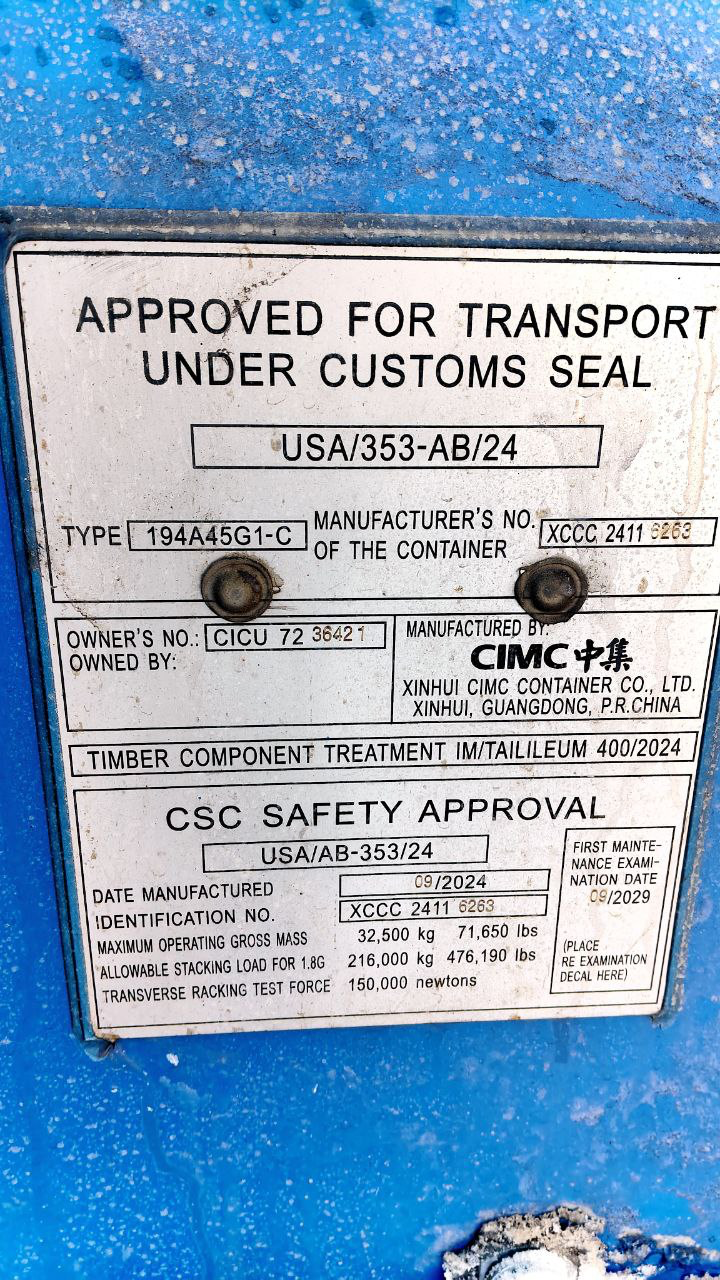 APPROVED FOR TRANSPORT
UNDER CUSTOMS SEAL
USA/353-AB/24
TYPE 194A45G1-C MANUFACTURER'S NO. OF THE CONTAINER XCCC 2411 6263
OWNER'S NO.: CICU 72 36421
OWNED BY:
MANUFACTURED BY:
CIMC 中集
XINHUI CIMC CONTAINER CO., LTD.
XINHUI, GUANGDONG, P.R.CHINA
TIMBER COMPONENT TREATMENT IM/TAILILEUM 400/2024
CSC SAFETY APPROVAL
USA/AB-353/24
DATE MANUFACTURED 09/2024
IDENTIFICATION NO. XCCC 2411 6263
MAXIMUM OPERATING GROSS MASS 32,500 kg 71,650 lbs
ALLOWABLE STACKING LOAD FOR 1.8G 216,000 kg 476,190 lbs
TRANSVERSE RACKING TEST FORCE 150,000 newtons
FIRST MAINTE-
NANCE EXAMI-
NATION DATE
09/2029
(PLACE
RE EXAMINATION
DECAL HERE)